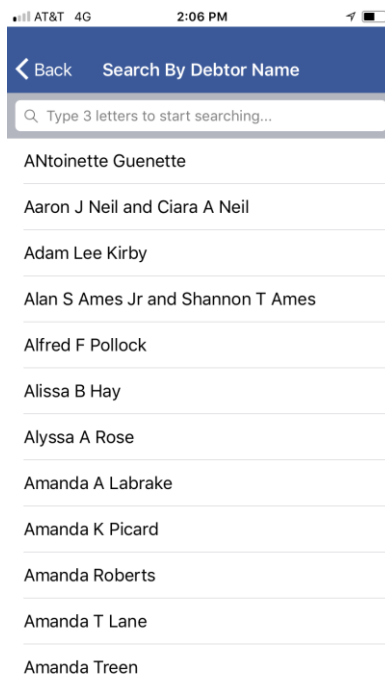 AT&T 4G 2:06 PM
Back Search By Debtor Name
Type 3 letters to start searching...
ANtoinette Guenette
Aaron J Neil and Ciara A Neil
Adam Lee Kirby
Alan S Ames Jr and Shannon T Ames
Alfred F Pollock
Alissa B Hay
Alyssa A Rose
Amanda A Labrake
Amanda K Picard
Amanda Roberts
Amanda T Lane
Amanda Treen